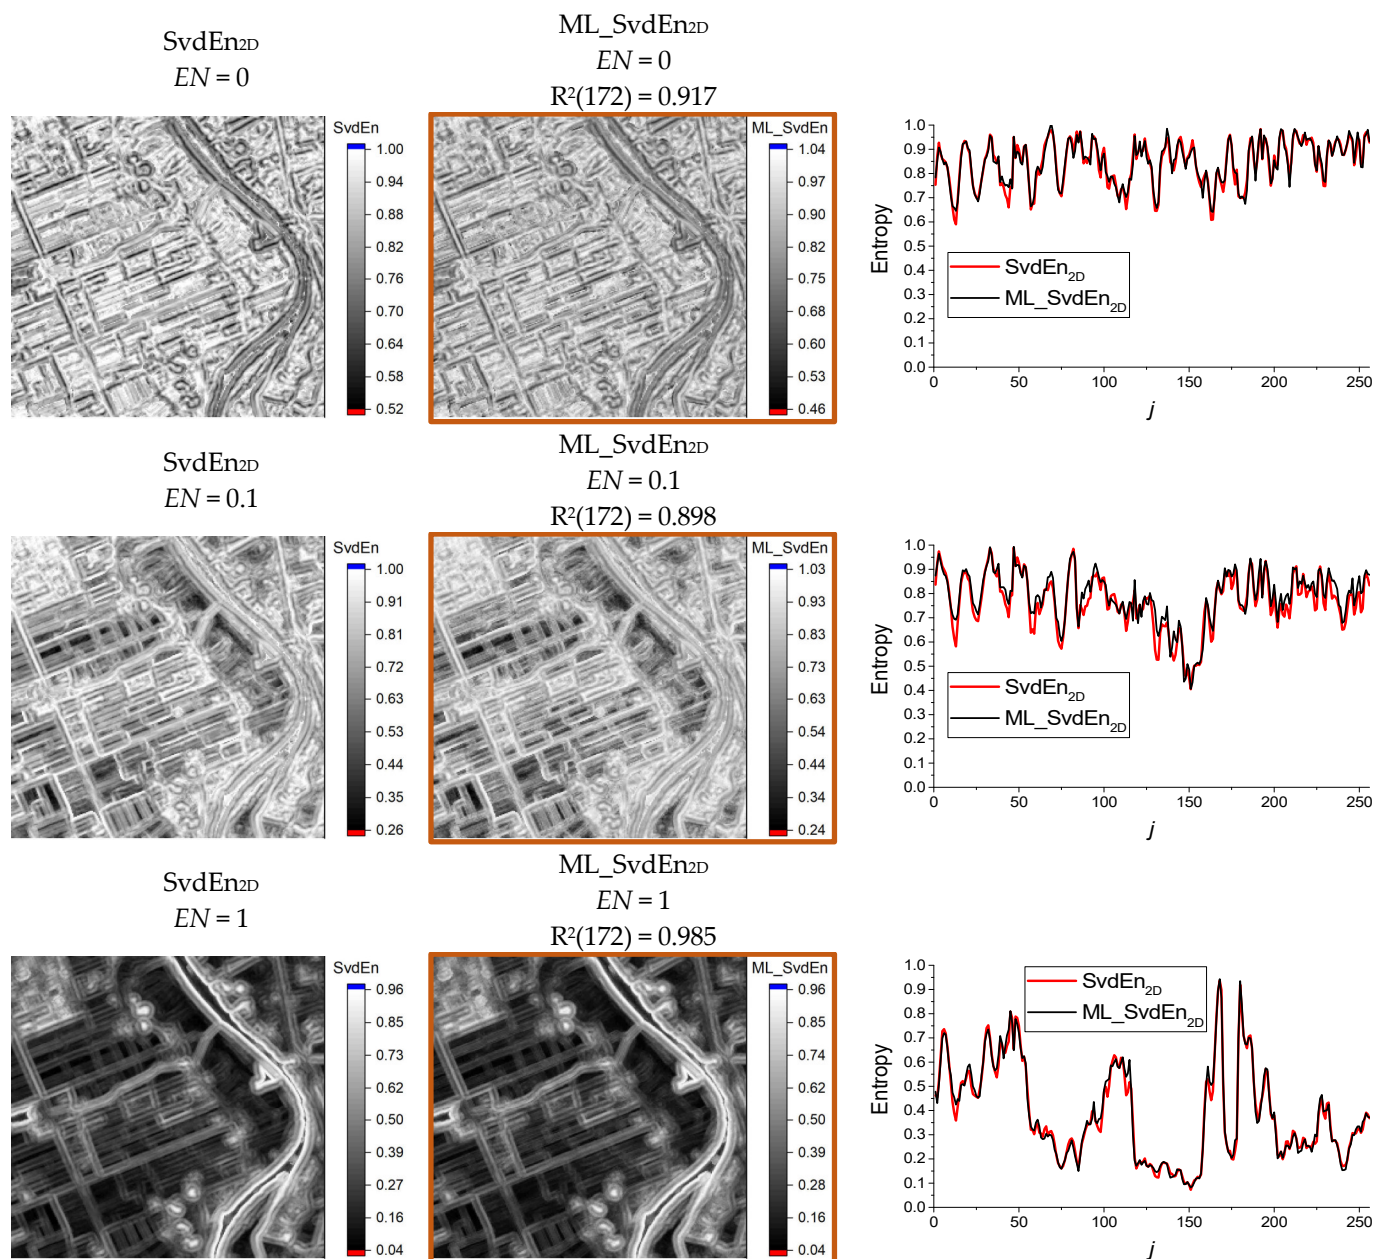 SvdEn2D
EN = 0
ML_SvdEn2D
EN = 0
R²(172) = 0.917
SvdEn
1.00
0.94
0.88
0.82
0.76
0.70
0.64
0.58
0.52
ML_SvdEn
1.04
0.97
0.90
0.82
0.75
0.68
0.60
0.53
0.46
Entropy
1.0
0.9
0.8
0.7
0.6
0.5
0.4
0.3
0.2
0.1
0.0
SvdEn2D
ML_SvdEn2D
0 50 100 150 200 250
j
SvdEn2D
EN = 0.1
ML_SvdEn2D
EN = 0.1
R²(172) = 0.898
SvdEn
1.00
0.91
0.81
0.72
0.63
0.54
0.44
0.35
0.26
ML_SvdEn
1.03
0.93
0.83
0.73
0.63
0.54
0.44
0.34
0.24
Entropy
1.0
0.9
0.8
0.7
0.6
0.5
0.4
0.3
0.2
0.1
0.0
SvdEn2D
ML_SvdEn2D
0 50 100 150 200 250
j
SvdEn2D
EN = 1
ML_SvdEn2D
EN = 1
R²(172) = 0.985
SvdEn
0.96
0.85
0.73
0.62
0.50
0.39
0.27
0.16
0.04
ML_SvdEn
0.96
0.85
0.73
0.62
0.50
0.39
0.27
0.16
0.04
Entropy
1.0
0.9
0.8
0.7
0.6
0.5
0.4
0.3
0.2
0.1
0.0
SvdEn2D
ML_SvdEn2D
0 50 100 150 200 250
j